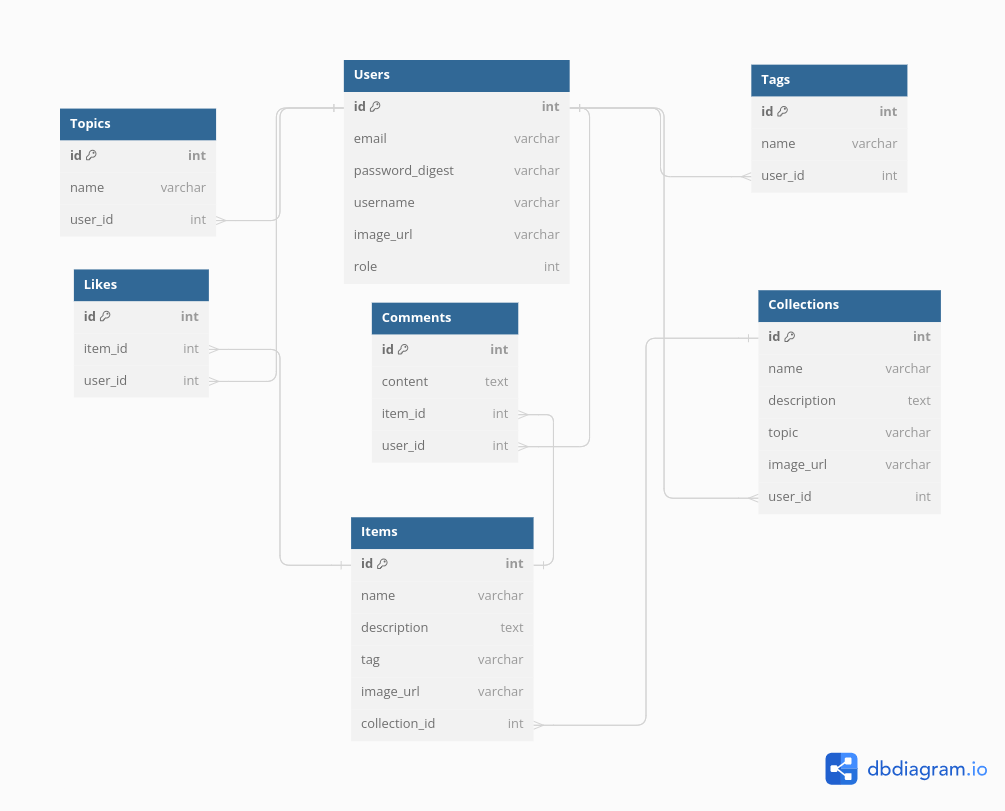 Users
id int
email varchar
password_digest varchar
username varchar
image_url varchar
role int
Tags
id int
name varchar
user_id int
Topics
id int
name varchar
user_id int
Likes
id int
item_id int
user_id int
Comments
id int
content text
item_id int
user_id int
Collections
id int
name varchar
description text
topic varchar
image_url varchar
user_id int
Items
id int
name varchar
description text
tag varchar
image_url varchar
collection_id int
dbdiagram.io